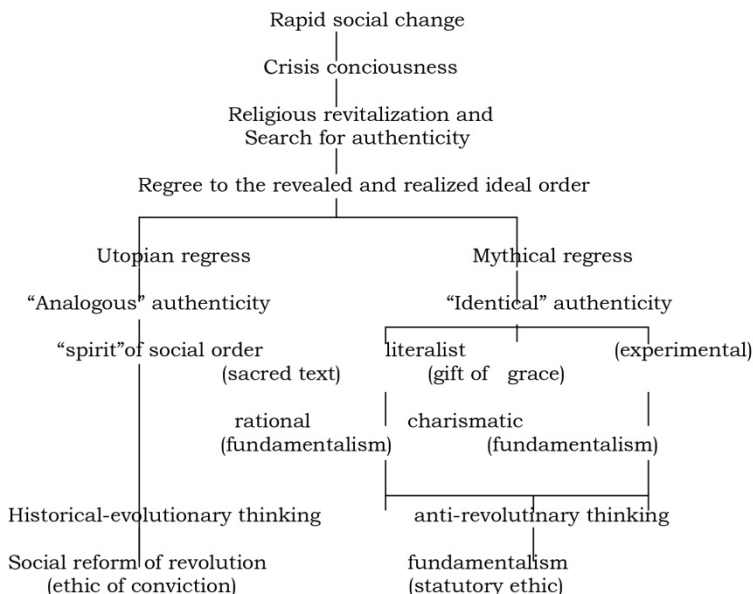 Rapid social change
Crisis conciousness
Religious revitalization and
Search for authenticity
Regree to the revealed and realized ideal order
Utopian regress Mythical regress
“Analogous” authenticity “Identical” authenticity
“spirit”of social order literalist (experimental)
(sacred text) (gift of grace)
rational charismatic
(fundamentalism) (fundamentalism)
Historical-evolutionary thinking anti-revolutinary thinking
Social reform of revolution fundamentalism
(ethic of conviction) (statutory ethic)